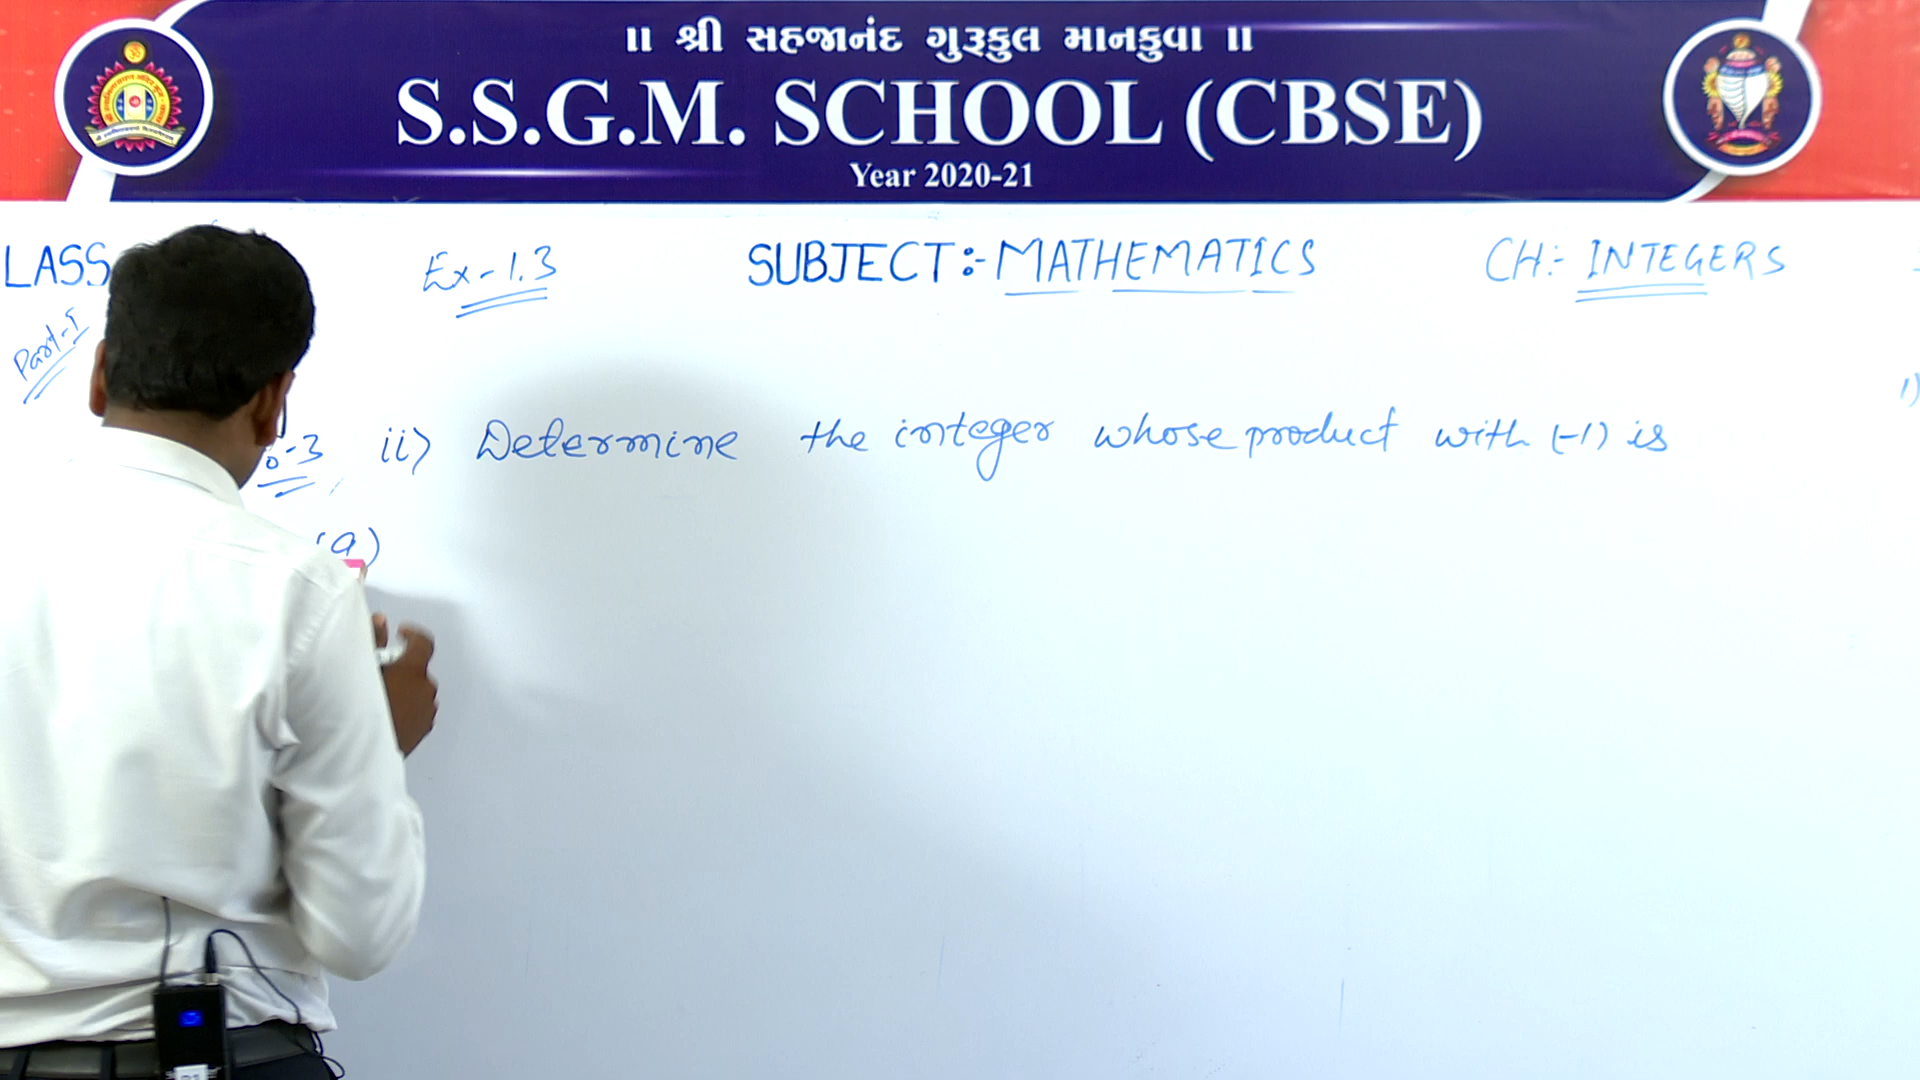 ॥ શ્રી સહજાનંદ ગુરૂકુલ માનકુવા ॥
S.S.G.M. SCHOOL (CBSE)
Year 2020-21
LASS
Ex-1.3
SUBJECT:- MATHEMATICS
CH:- INTEGERS
Part-I
1)
o-3 ii) Determine the integer whose product with (-1) is
(a)